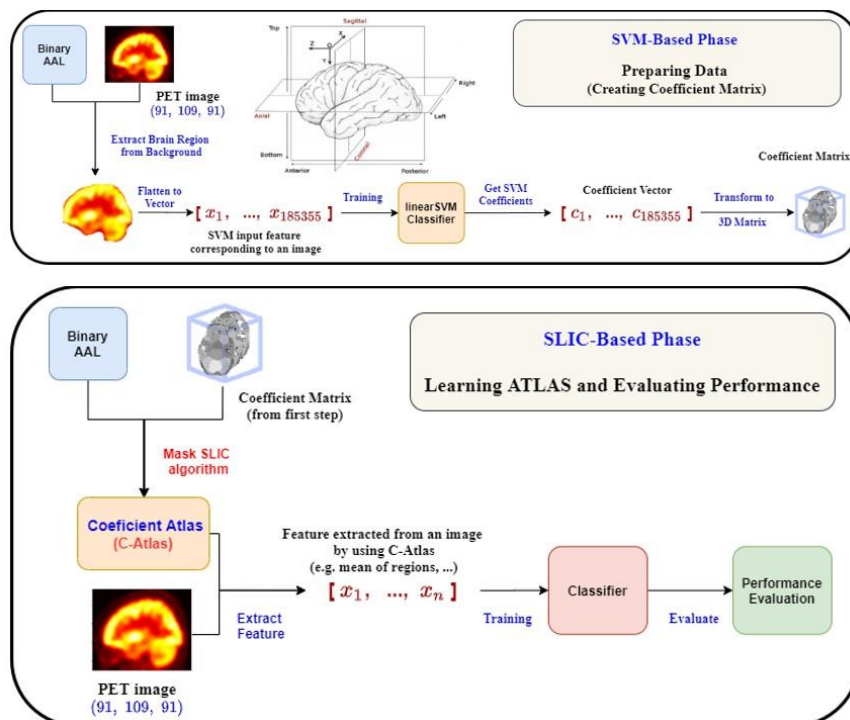 Binary
AAL
PET image
(91, 109, 91)
Extract Brain Region
from Background
Top
Bottom
Sagittal
X
Z
Y
Right
Left
Axial
Coronal
Anterior
Posterior
SVM-Based Phase
Preparing Data
(Creating Coefficient Matrix)
Flatten to
Vector
[ x1, ..., x185355 ]
SVM input feature
corresponding to an image
Training
linearSVM
Classifier
Get SVM
Coefficients
Coefficient Vector
[ c1, ..., c185355 ]
Transform to
3D Matrix
Coefficient Matrix
Binary
AAL
Coefficient Matrix
(from first step)
SLIC-Based Phase
Learning ATLAS and Evaluating Performance
Mask SLIC
algorithm
Coeficient Atlas
(C-Atlas)
PET image
(91, 109, 91)
Extract
Feature
Feature extracted from an image
by using C-Atlas
(e.g. mean of regions, ...)
[ x1, ..., xn ]
Training
Classifier
Evaluate
Performance
Evaluation